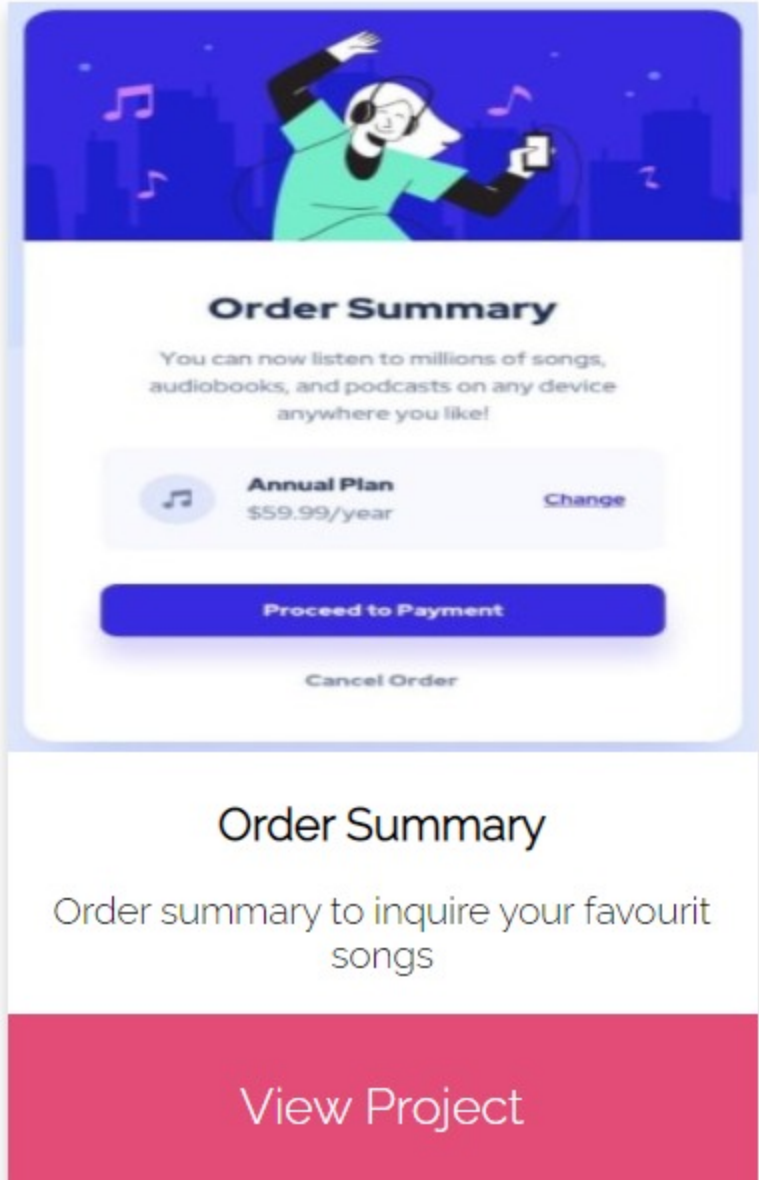 Order Summary
You can now listen to millions of songs,
audiobooks, and podcasts on any device
anywhere you like!
Annual Plan
$59.99/year
Change
Proceed to Payment
Cancel Order
Order Summary
Order summary to inquire your favourit
songs
View Project